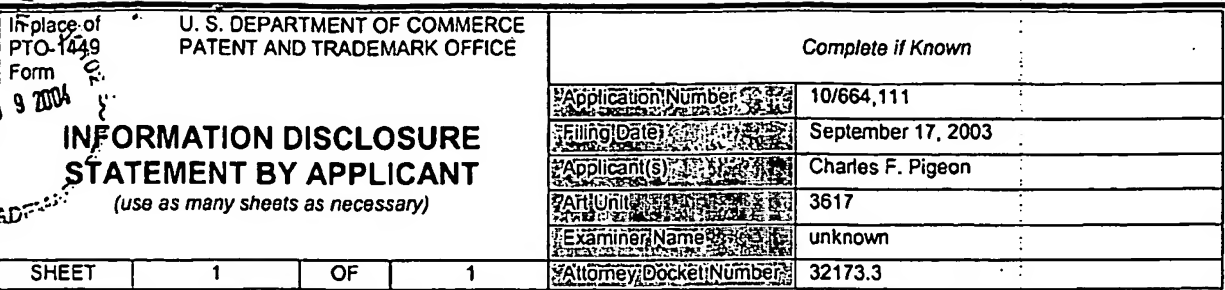 In place of U. S. DEPARTMENT OF COMMERCE
PTO-1449 PATENT AND TRADEMARK OFFICE
Form
9 2004
INFORMATION DISCLOSURE
STATEMENT BY APPLICANT
(use as many sheets as necessary)
SHEET 1 OF 1
Complete if Known
Application Number 10/664,111
Filing Date September 17, 2003
Applicant(s) Charles F. Pigeon
Art Unit 3617
Examiner Name unknown
Attorney Docket Number 32173.3